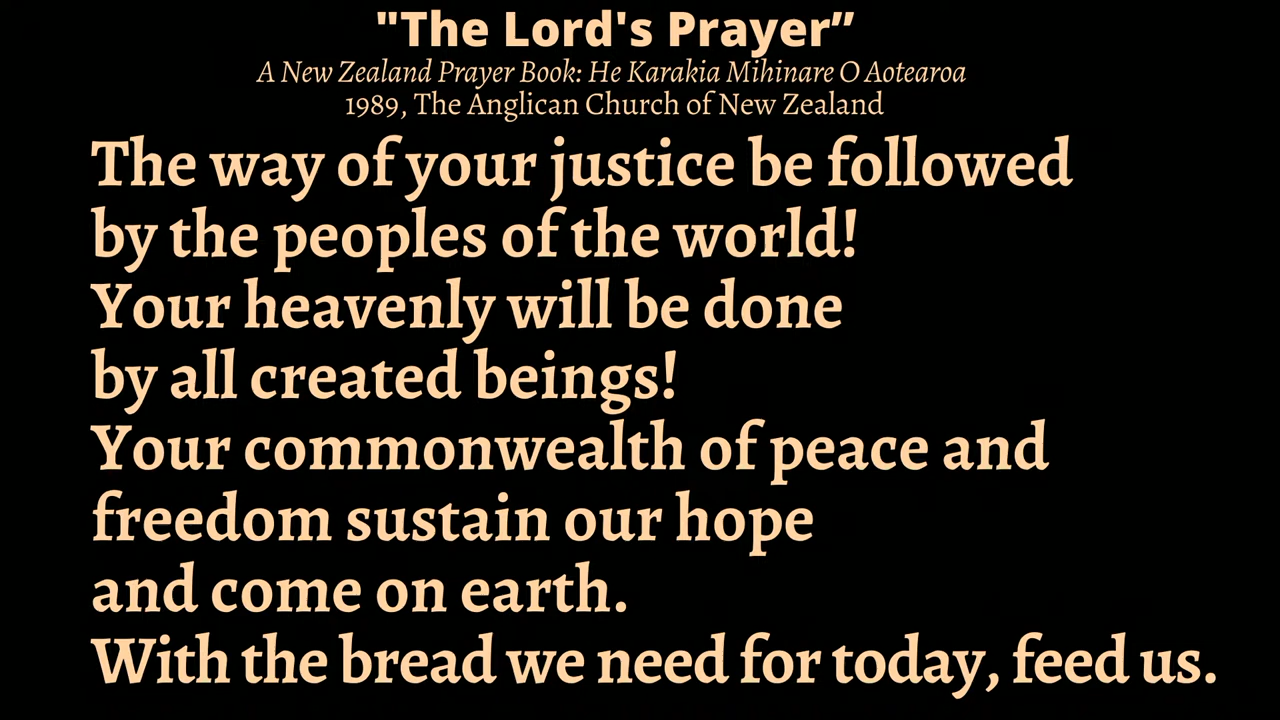 "The Lord's Prayer”
A New Zealand Prayer Book: He Karakia Mihinare O Aotearoa
1989, The Anglican Church of New Zealand
The way of your justice be followed
by the peoples of the world!
Your heavenly will be done
by all created beings!
Your commonwealth of peace and
freedom sustain our hope
and come on earth.
With the bread we need for today, feed us.